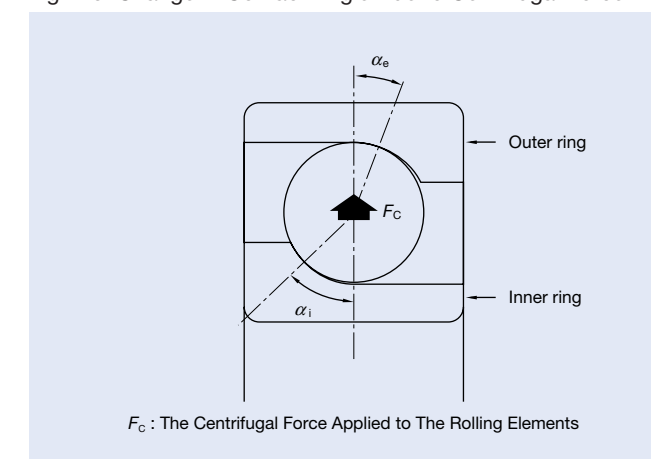 αe
Outer ring
FC
Inner ring
αi
FC : The Centrifugal Force Applied to The Rolling Elements